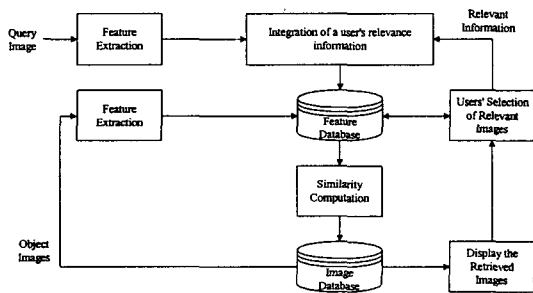 Query
Image
Feature
Extraction
Integration of a user's relevance
information
Relevant
Information
Feature
Extraction
Feature
Database
Users' Selection
of Relevant
Images
Similarity
Computation
Object
Images
Image
Database
Display the
Retrieved Images